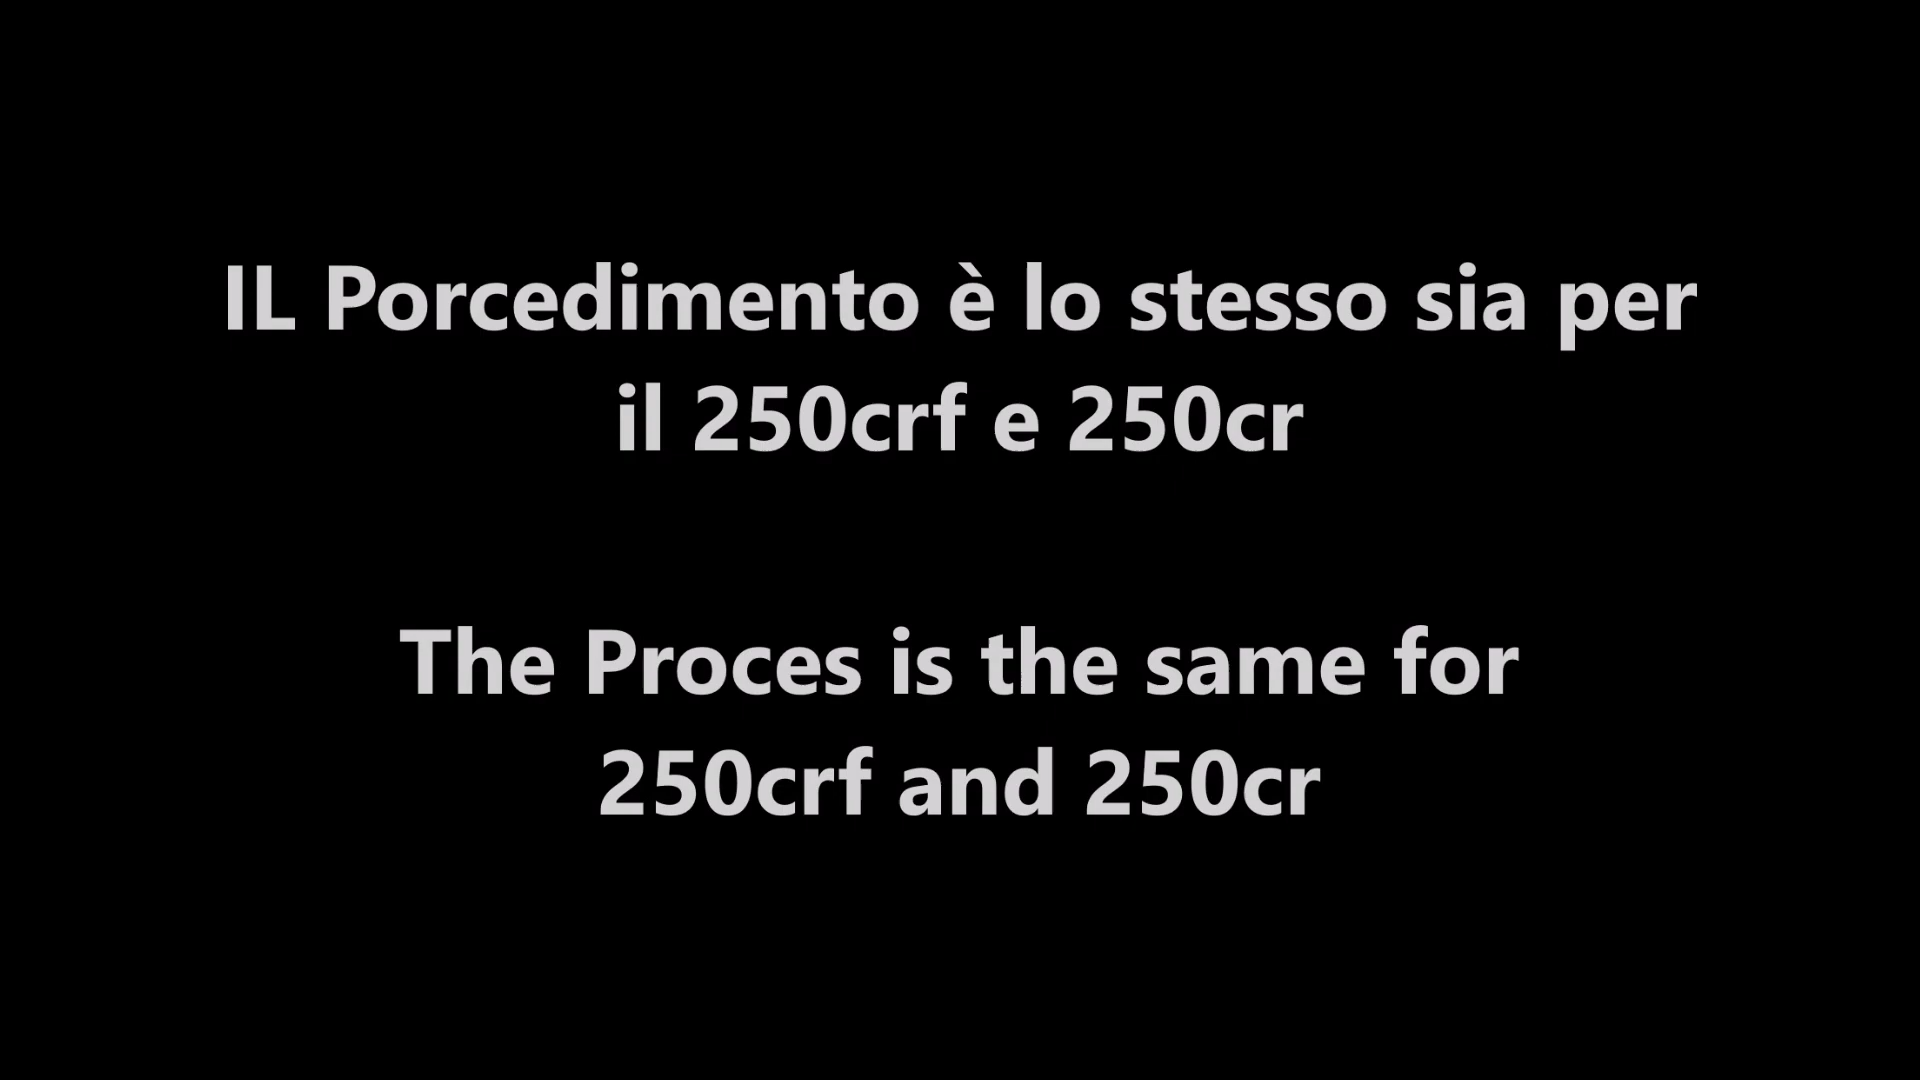 IL Porcedimento è lo stesso sia per
il 250crf e 250cr
The Proces is the same for
250crf and 250cr